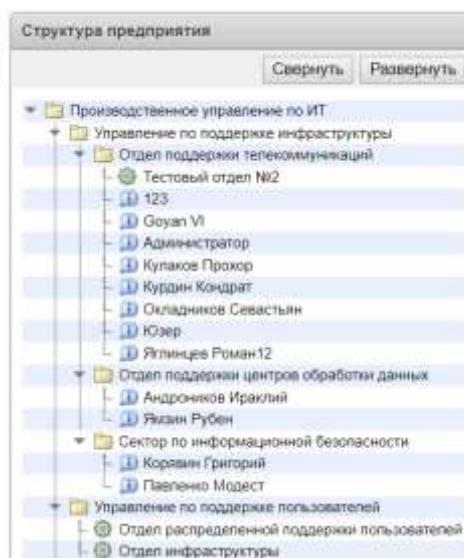 Структура предприятия
Свернуть Развернуть
Производственное управление по ИТ
Управление по поддержке инфраструктуры
Отдел поддержки телекоммуникаций
Тестовый отдел №2
123
Goyan VI
Администратор
Кулаков Прохор
Курдин Кондрат
Окладников Севастьян
Юзер
Яглинцев Роман12
Отдел поддержки центров обработки данных
Андроников Ираклий
Ямзин Рубен
Сектор по информационной безопасности
Корявин Григорий
Павленко Модест
Управление по поддержке пользователей
Отдел распределенной поддержки пользователей
Отдел инфраструктуры